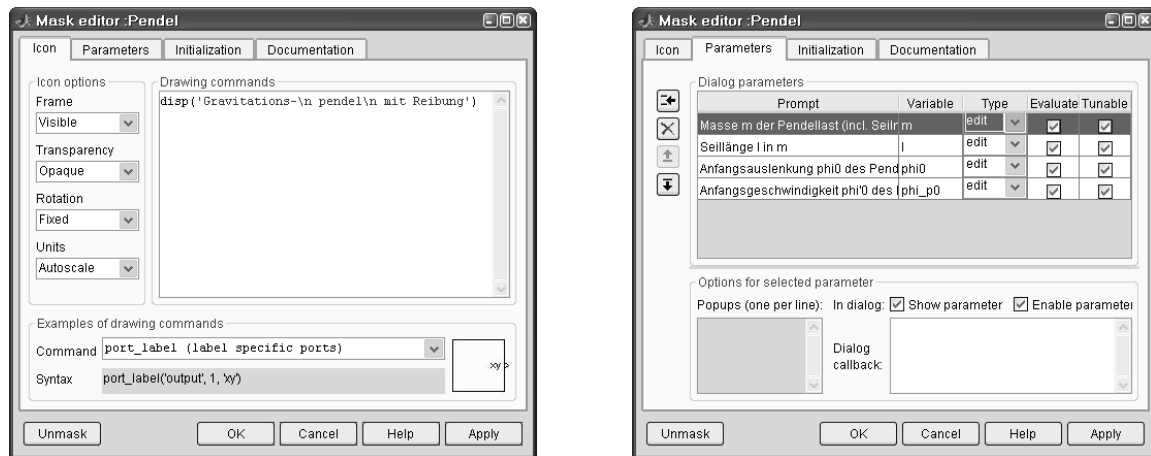 Mask editor :Pendel
Icon Parameters Initialization Documentation
Icon options
Frame
Visible
Transparency
Opaque
Rotation
Fixed
Units
Autoscale
Drawing commands
disp('Gravitations-\n pendel\n mit Reibung')
Examples of drawing commands
Command port_label (label specific ports)
Syntax port_label('output', 1, 'xy')
xy
Unmask OK Cancel Help Apply
Mask editor :Pendel
Icon Parameters Initialization Documentation
Dialog parameters
Prompt Variable Type Evaluate Tunable
Masse m der Pendellast (incl. Seilr m edit
Seillänge l in m l edit
Anfangsauslenkung phi0 des Pend phi0 edit
Anfangsgeschwindigkeit phi'0 des phi_p0 edit
Options for selected parameter
Popups (one per line): In dialog: Show parameter Enable parameter
Dialog
callback:
Unmask OK Cancel Help Apply